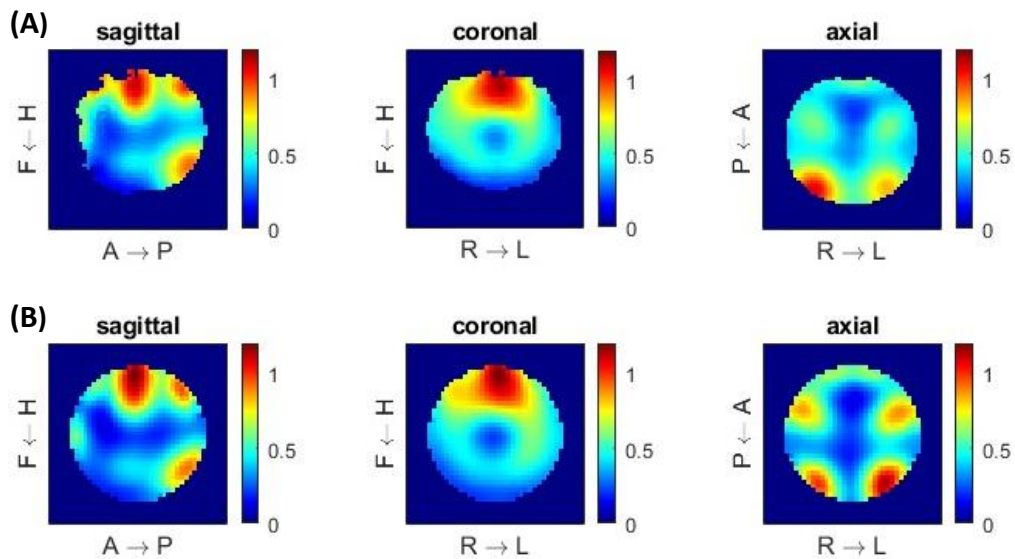 (A)
sagittal coronal axial
F ← H F ← H P ← A
1 1 1
0.5 0.5 0.5
0 0 0
A → P R → L R → L
(B)
sagittal coronal axial
F ← H F ← H P ← A
1 1 1
0.5 0.5 0.5
0 0 0
A → P R → L R → L